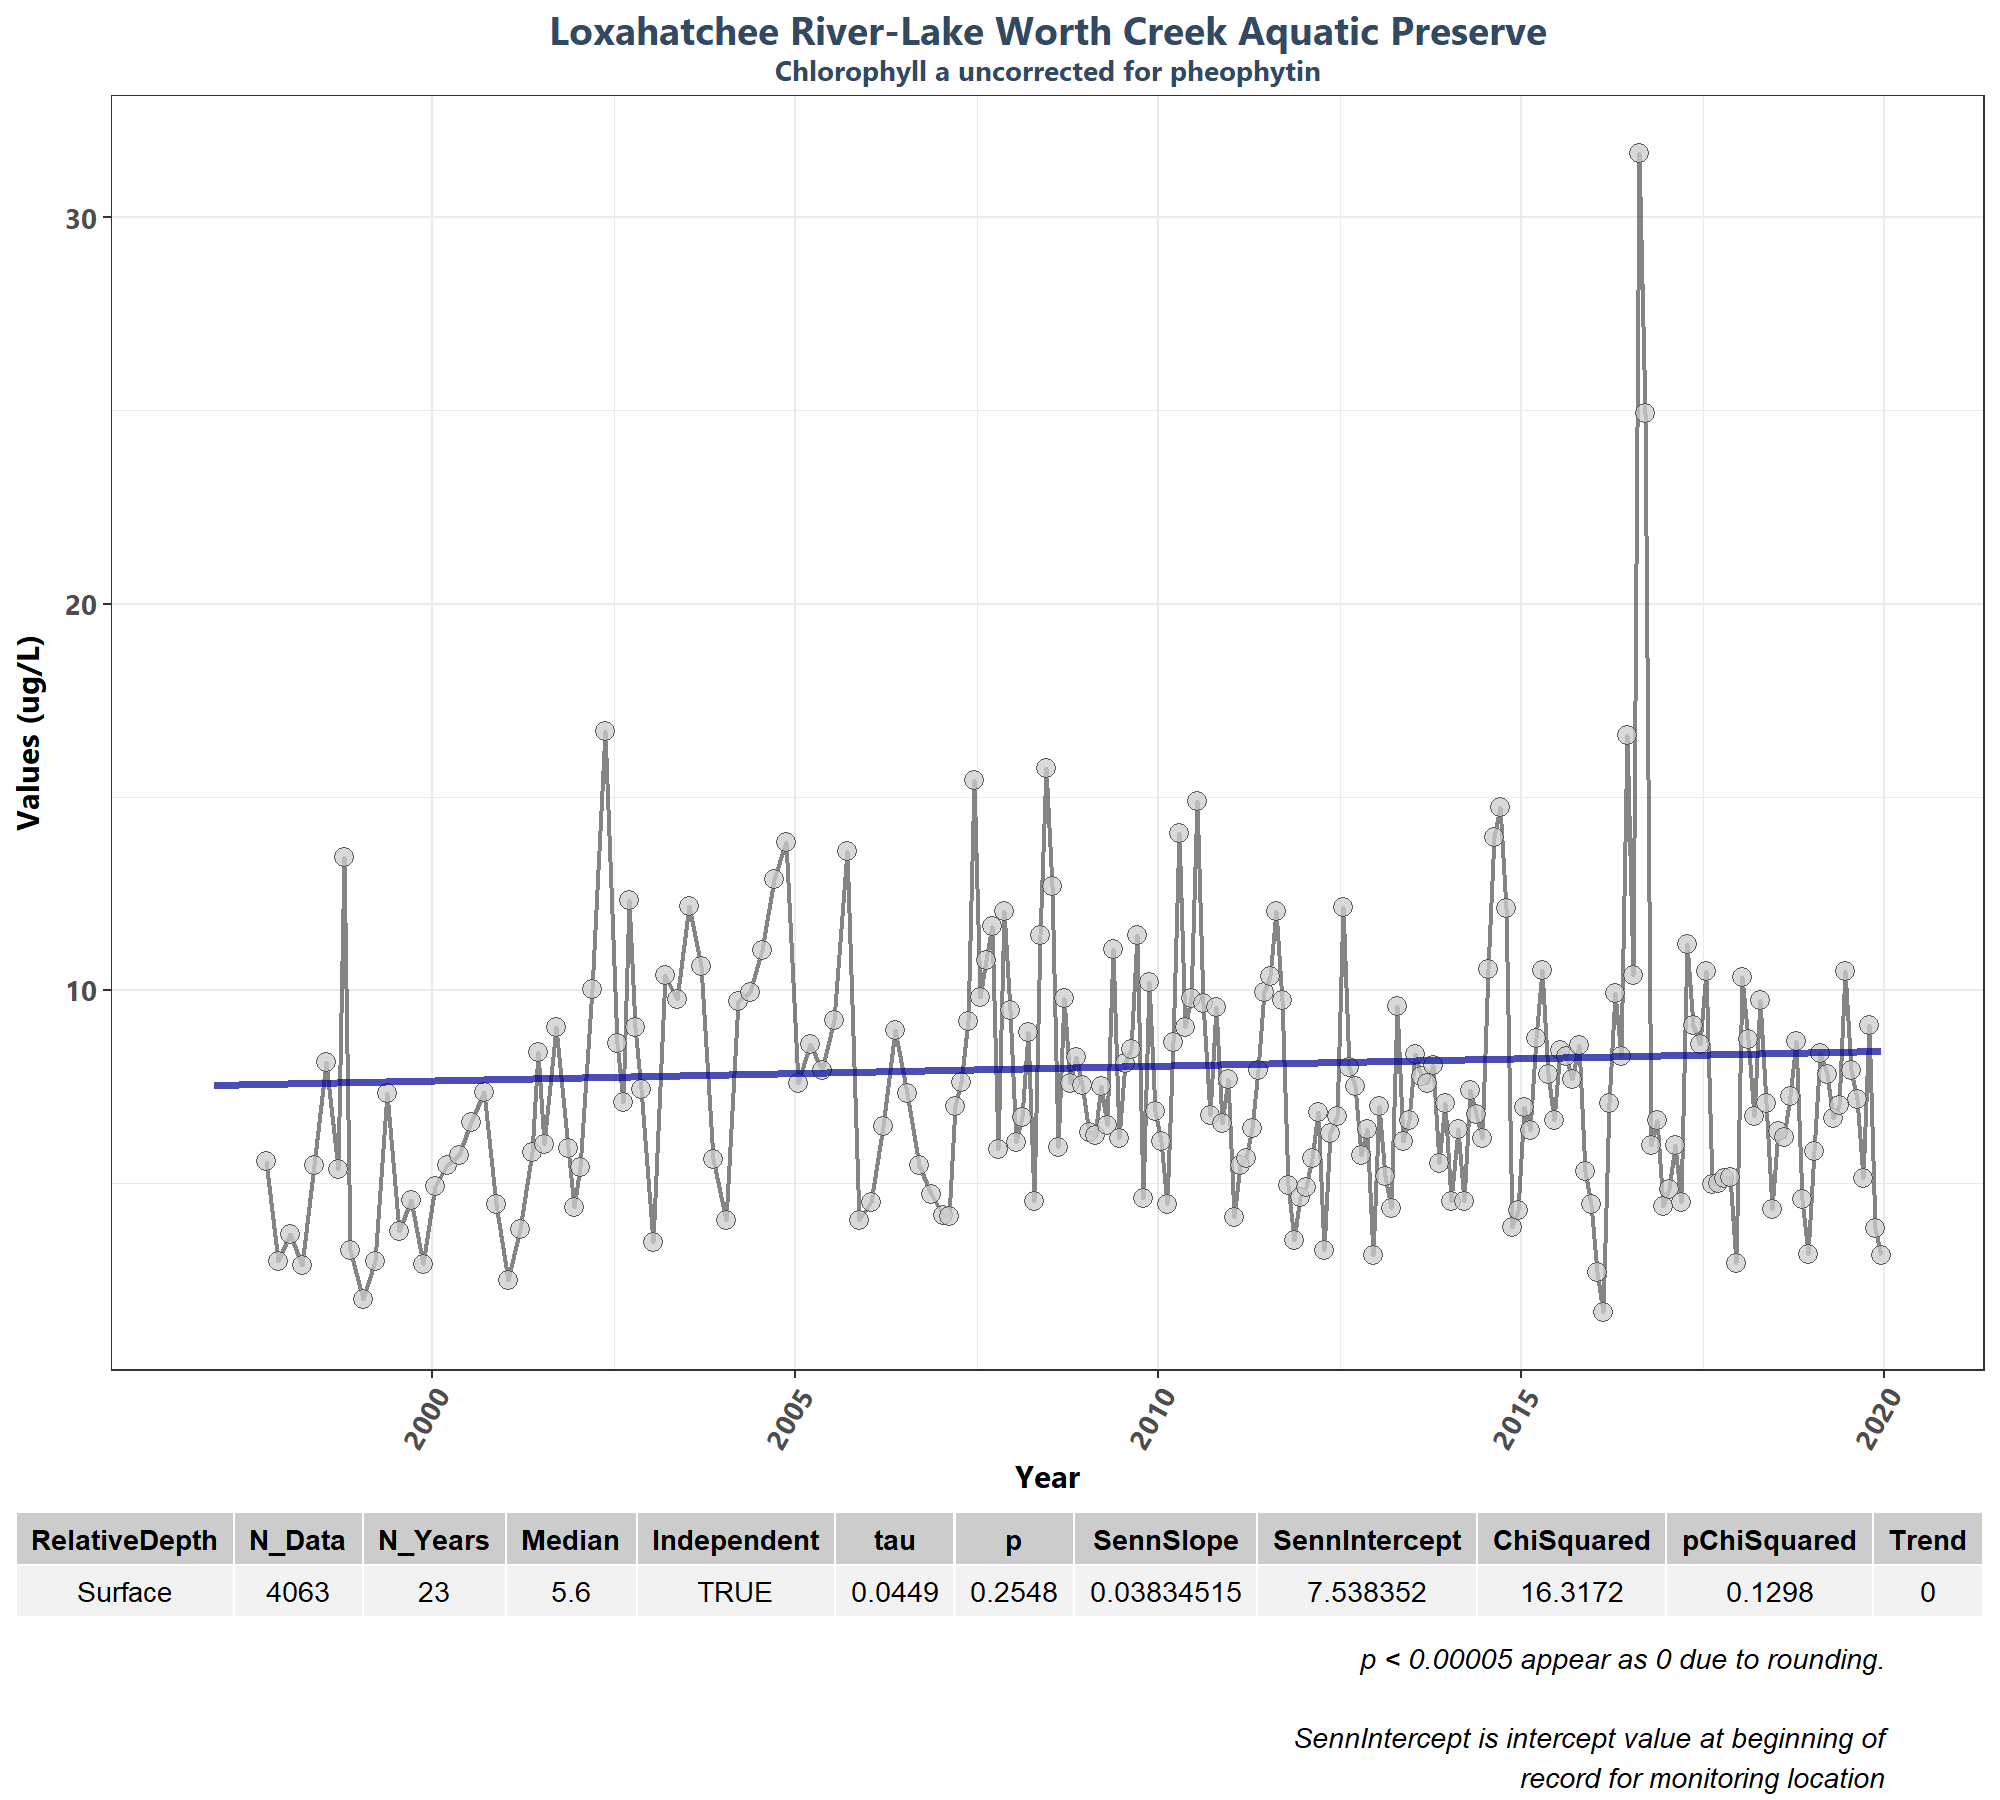 Loxahatchee River-Lake Worth Creek Aquatic Preserve
Chlorophyll a uncorrected for pheophytin
Values (ug/L)
30
20
10
2000
2005
2010
2015
2020
Year
RelativeDepth N_Data N_Years Median Independent tau p SennSlope SennIntercept ChiSquared pChiSquared Trend
Surface 4063 23 5.6 TRUE 0.0449 0.2548 0.03834515 7.538352 16.3172 0.1298 0
p < 0.00005 appear as 0 due to rounding.
SennIntercept is intercept value at beginning of
record for monitoring location